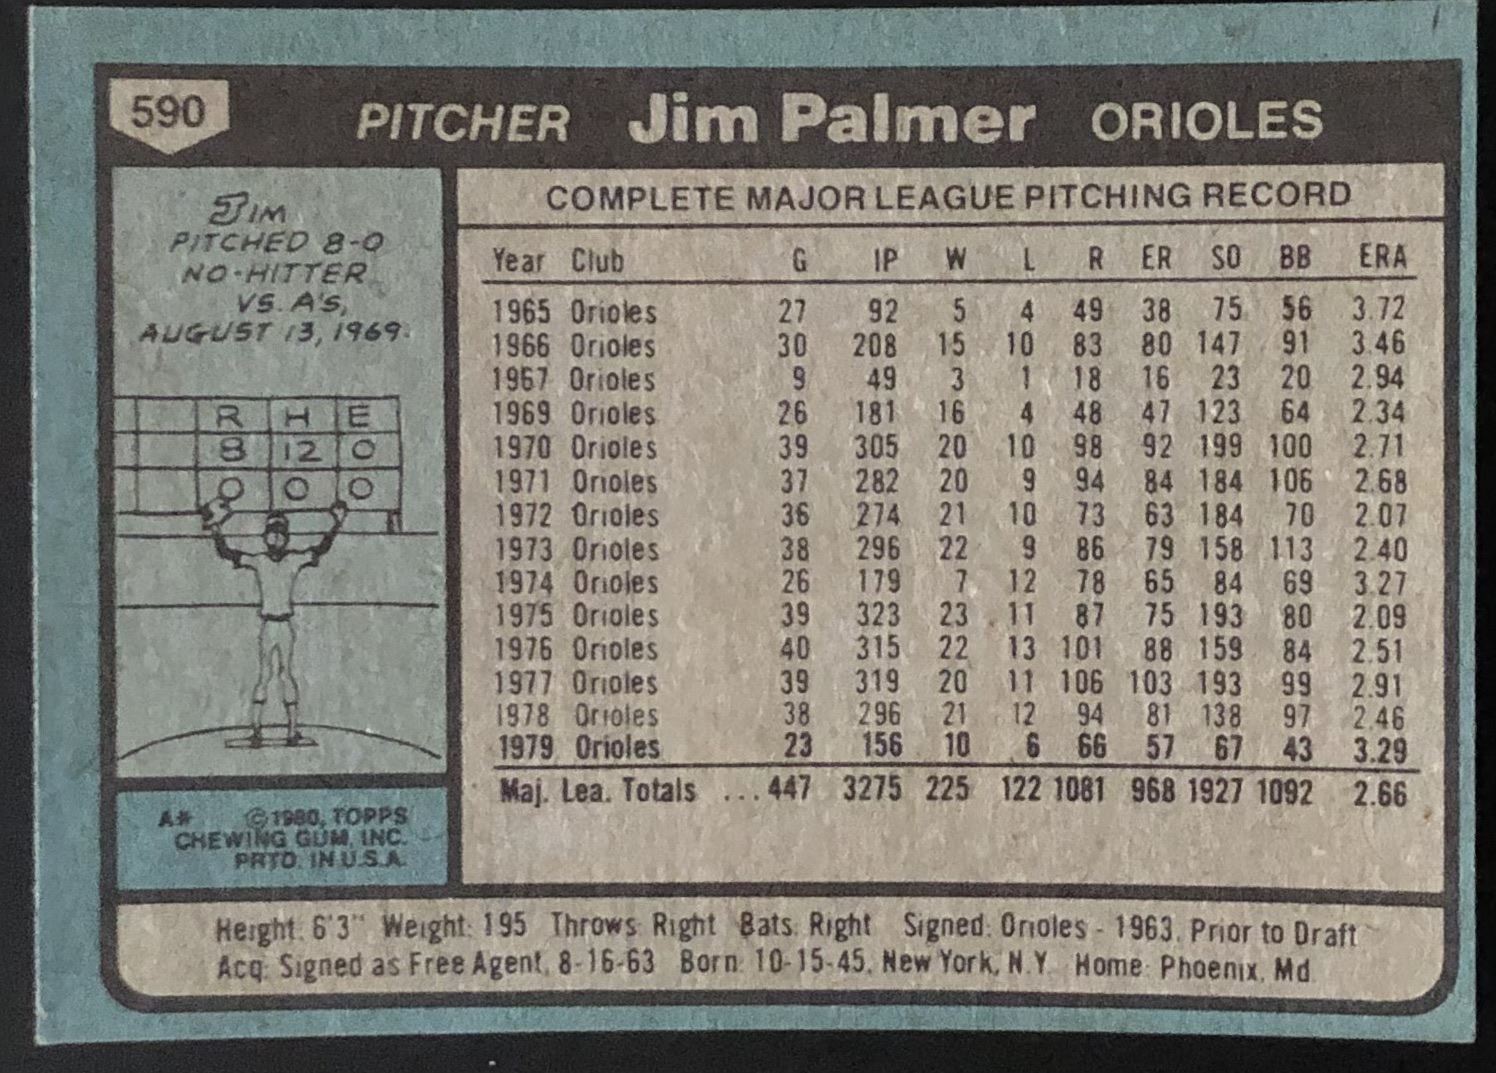 590 PITCHER Jim Palmer ORIOLES
JIM
PITCHED 8-0
NO-HITTER
VS. A'S,
AUGUST 13, 1969.
R H E
8 12 0
0 0 0
A* ©1980, TOPPS
CHEWING GUM, INC.
PRTD. IN U.S.A.
COMPLETE MAJOR LEAGUE PITCHING RECORD
Year Club G IP W L R ER SO BB ERA
1965 Orioles 27 92 5 4 49 38 75 56 3.72
1966 Orioles 30 208 15 10 83 80 147 91 3.46
1967 Orioles 9 49 3 1 18 16 23 20 2.94
1969 Orioles 26 181 16 4 48 47 123 64 2.34
1970 Orioles 39 305 20 10 98 92 199 100 2.71
1971 Orioles 37 282 20 9 94 84 184 106 2.68
1972 Orioles 36 274 21 10 73 63 184 70 2.07
1973 Orioles 38 296 22 9 86 79 158 113 2.40
1974 Orioles 26 179 7 12 78 65 84 69 3.27
1975 Orioles 39 323 23 11 87 75 193 80 2.09
1976 Orioles 40 315 22 13 101 88 159 84 2.51
1977 Orioles 39 319 20 11 106 103 193 99 2.91
1978 Orioles 38 296 21 12 94 81 138 97 2.46
1979 Orioles 23 156 10 6 66 57 67 43 3.29
Maj. Lea. Totals ...447 3275 225 122 1081 968 1927 1092 2.66
Height: 6'3" Weight: 195 Throws: Right Bats: Right Signed: Orioles - 1963, Prior to Draft
Acq: Signed as Free Agent, 8-16-63 Born: 10-15-45, New York, N.Y. Home: Phoenix, Md.